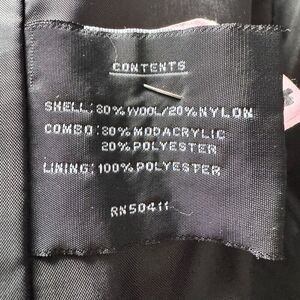 CONTENTS
SHELL: 80% WOOL/20% NYLON
COMBO: 80% MODACRYLIC
20% POLYESTER
LINING: 100% POLYESTER
RN50411